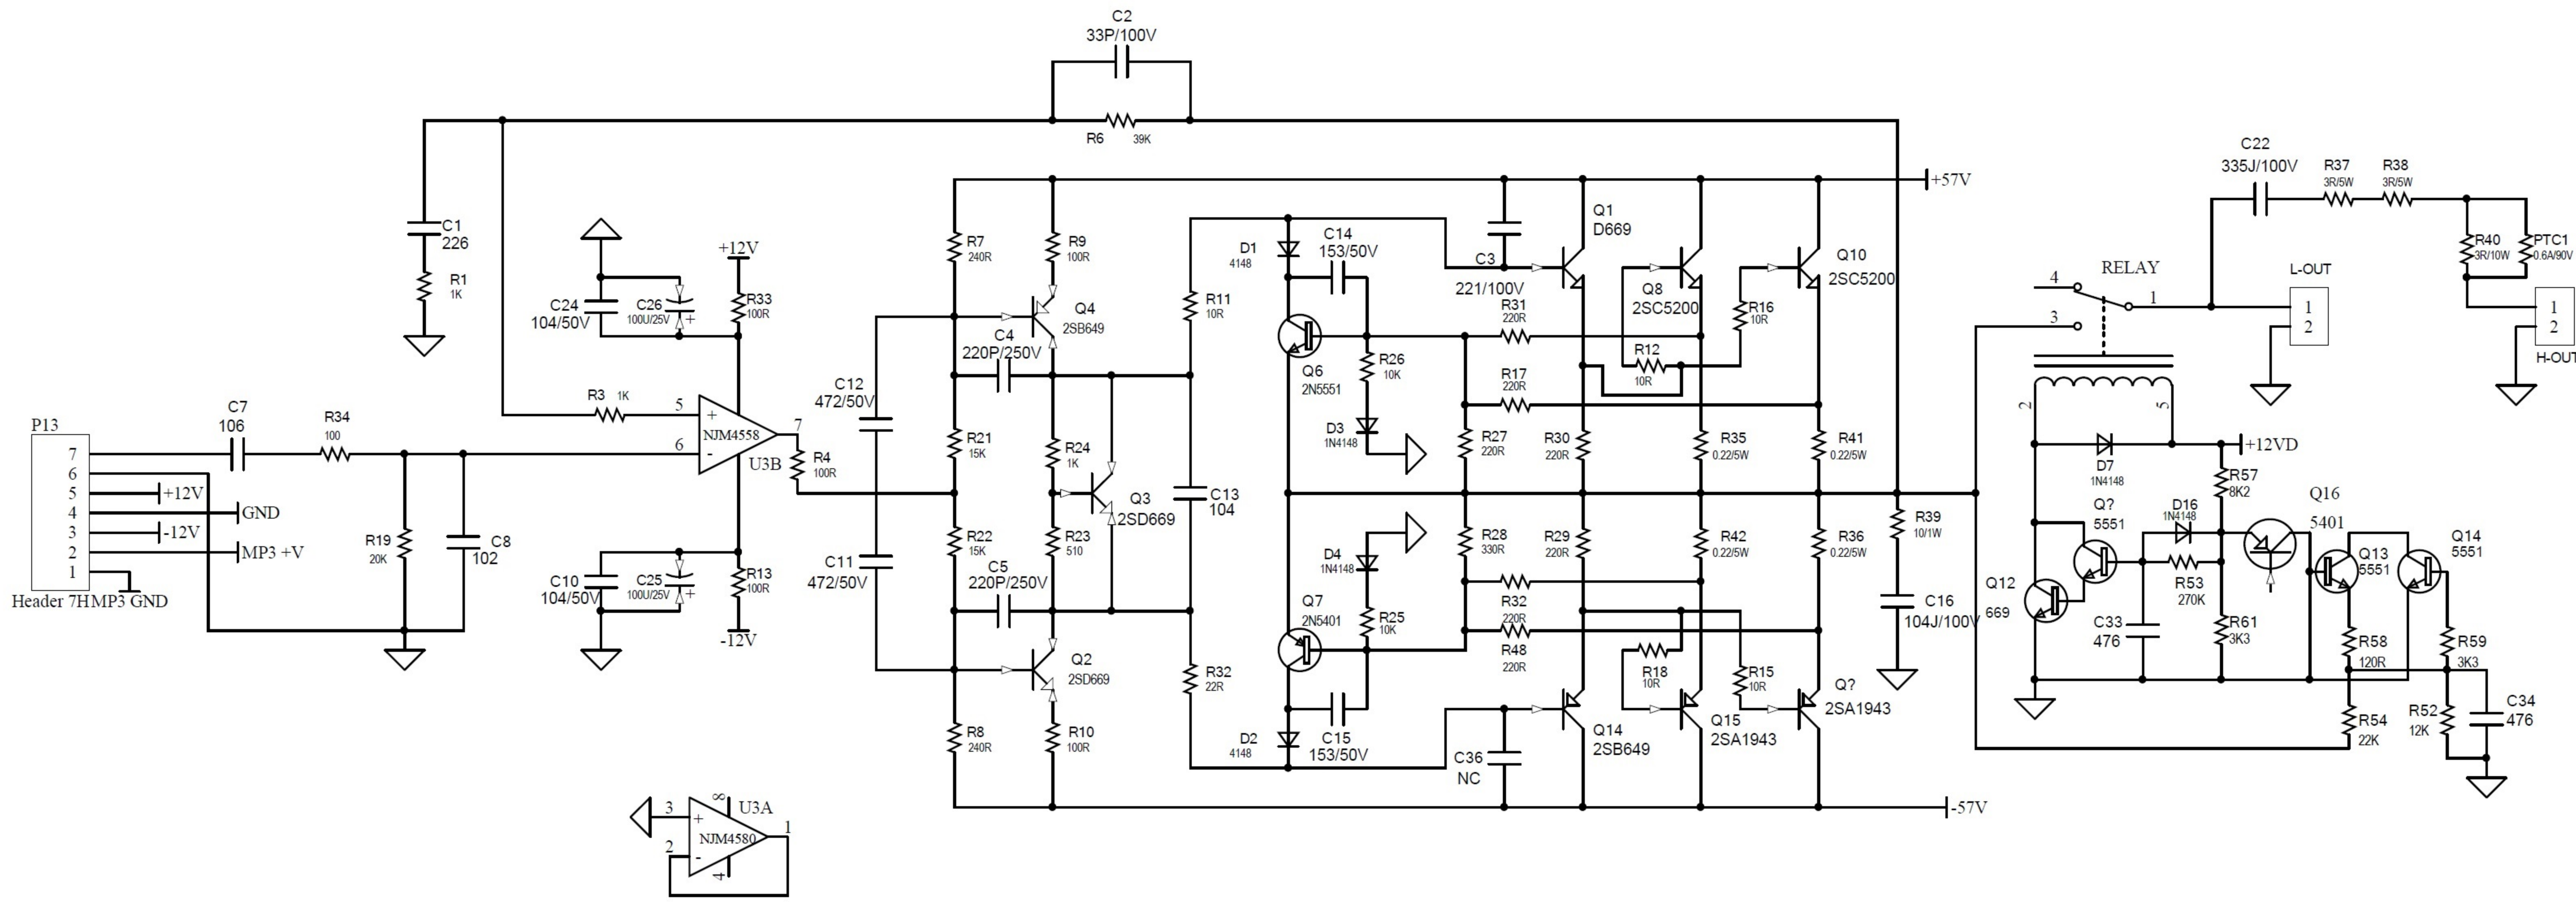 C2
33P/100V
R6 39K
C1
226
R1
1K
C24
104/50V
C26
100U/25V
+
+12V
R33
100R
R3 1K
5
+
NJM4558
7
6
-
U3B
R4
100R
P13
7
6
5
4
3
2
1
Header 7H
MP3 GND
+12V
GND
-12V
MP3 +V
C7
106
R34
100
R19
20K
C8
102
C10
104/50V
C25
100U/25V
+
R13
100R
-12V
3
+
8
U3A
NJM4580
1
2
-
4
C12
472/50V
C11
472/50V
R7
240R
R9
100R
Q4
2SB649
C4
220P/250V
R21
15K
R24
1K
Q3
2SD669
R22
15K
R23
510
C5
220P/250V
Q2
2SD669
R8
240R
R10
100R
R11
10R
C13
104
R32
22R
D1
4148
C14
153/50V
Q6
2N5551
R26
10K
D3
1N4148
D4
1N4148
Q7
2N5401
R25
10K
D2
4148
C15
153/50V
C3
221/100V
R31
220R
R17
220R
R27
220R
R28
330R
R32
220R
R48
220R
C36
NC
Q1
D669
Q8
2SC5200
R12
10R
R16
10R
Q10
2SC5200
R30
220R
R35
0.22/5W
R41
0.22/5W
R29
220R
R42
0.22/5W
R36
0.22/5W
R18
10R
R15
10R
Q14
2SB649
Q15
2SA1943
Q?
2SA1943
+57V
-57V
R39
10/1W
C16
104J/100V
RELAY
4
3
1
2
5
D7
1N4148
+12VD
R57
8K2
Q?
5551
D16
1N4148
R53
270K
Q12
669
C33
476
R61
3K3
Q16
5401
Q13
5551
Q14
5551
R58
120R
R59
3K3
R54
22K
R52
12K
C34
476
C22
335J/100V
R37
3R/5W
R38
3R/5W
R40
3R/10W
PTC1
0.6A/90V
L-OUT
1
2
1
2
H-OUT